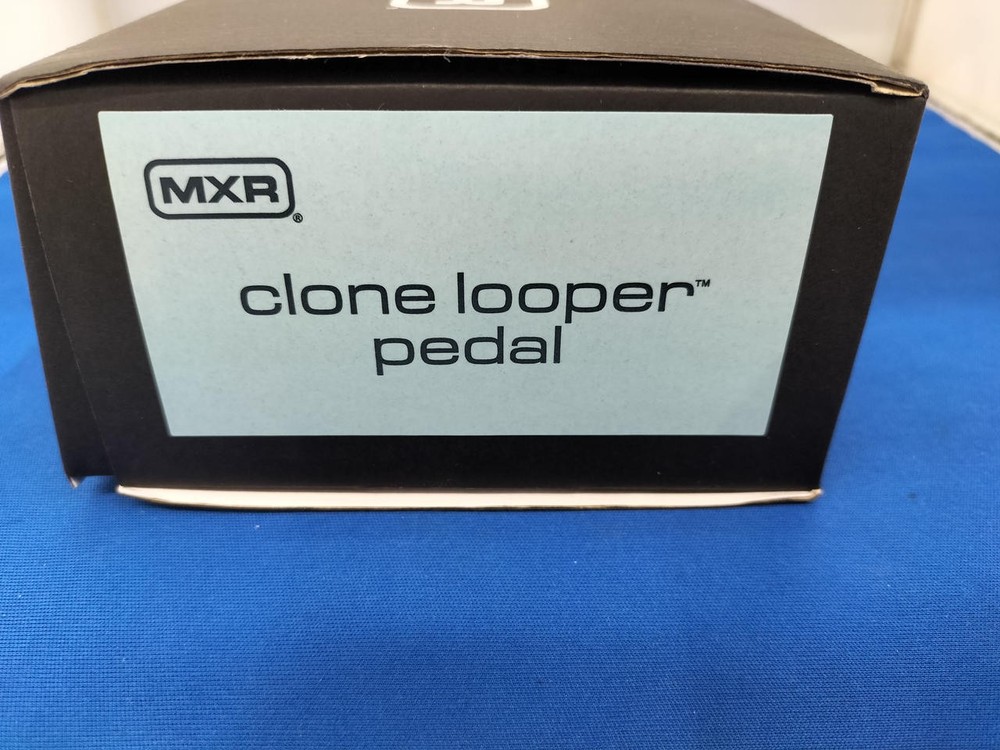 MXR®
clone looper™
pedal